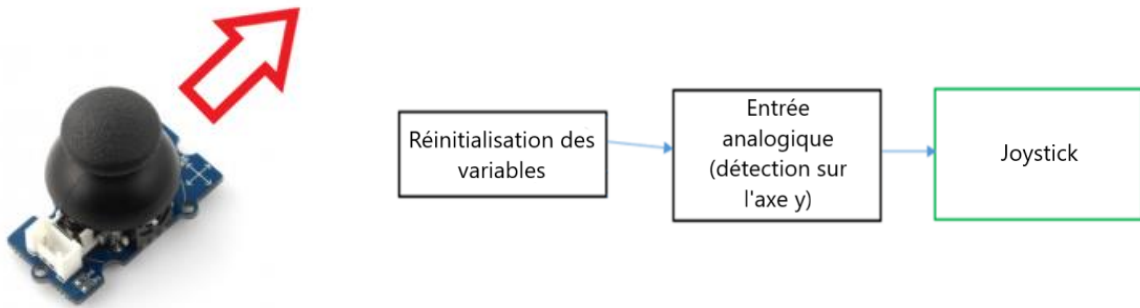 Réinitialisation des
variables
Entrée
analogique
(détection sur
l'axe y)
Joystick